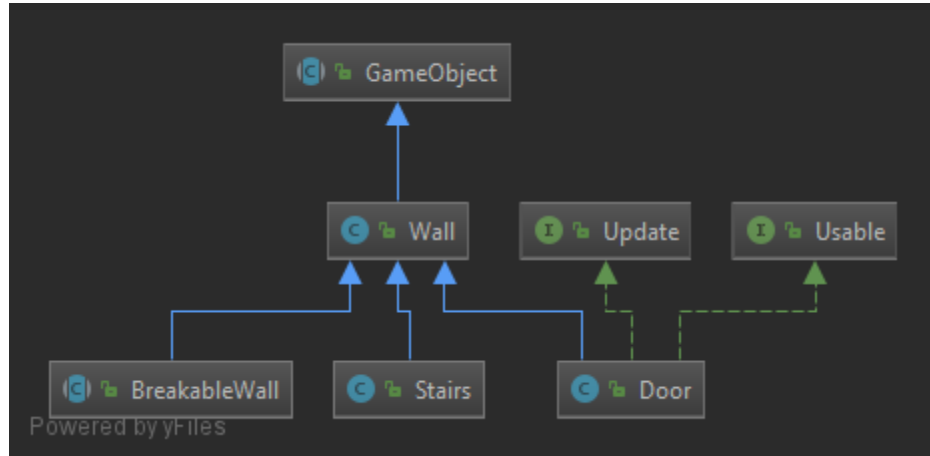 GameObject
Wall
Update
Usable
BreakableWall
Stairs
Door
Powered by yFiles